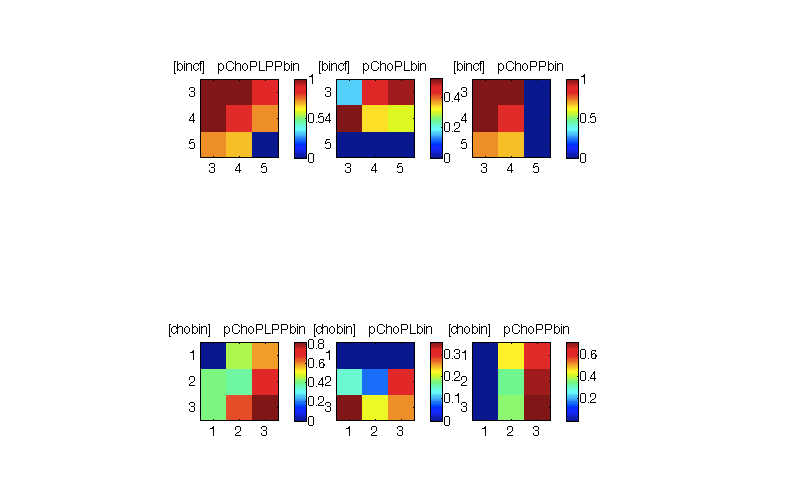 [bincf] pChoPLPPbin [bincf] pChoPLbin [bincf] pChoPPbin
3 1 3 0.4 3 1
4 0.5 4 0.2 4 0.5
5 0 5 0 5 0
3 4 5 3 4 5 3 4 5
[chobin] pChoPLPPbin [chobin] pChoPLbin [chobin] pChoPPbin
1 0.8 1 0.3 1 0.6
0.6
2 0.4 2 0.2 2 0.4
3 0.2 3 0.1 3 0.2
0 0
1 2 3 1 2 3 1 2 3